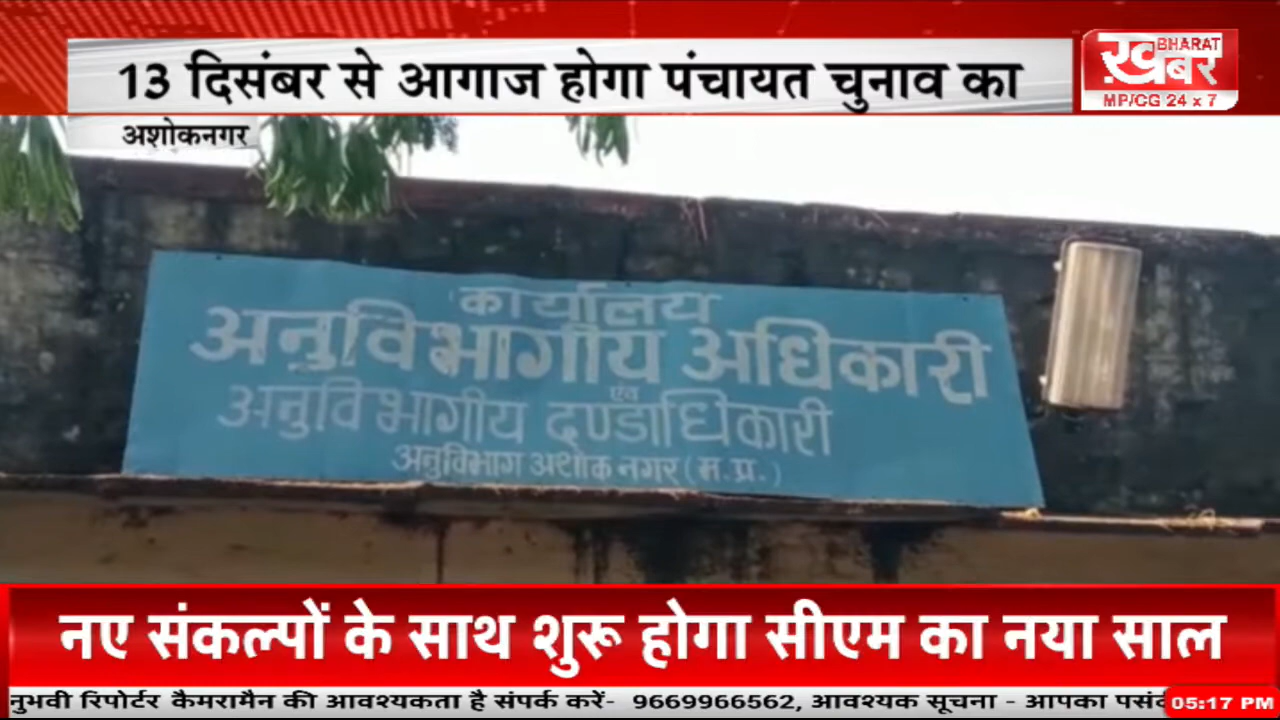 13 दिसंबर से आगाज होगा पंचायत चुनाव का
BHARAT
ख़बर
MP/CG 24 x 7
अशोकनगर
कार्यालय
अनुविभागीय अधिकारी
एवं
अनुविभागीय दण्डाधिकारी
अनुविभाग अशोक नगर (म.प्र.)
नए संकल्पों के साथ शुरू होगा सीएम का नया साल
नुभवी रिपोर्टर कैमरामैन की आवश्यकता है संपर्क करें- 9669966562, आवश्यक सूचना - आपका पसं
05:17 PM